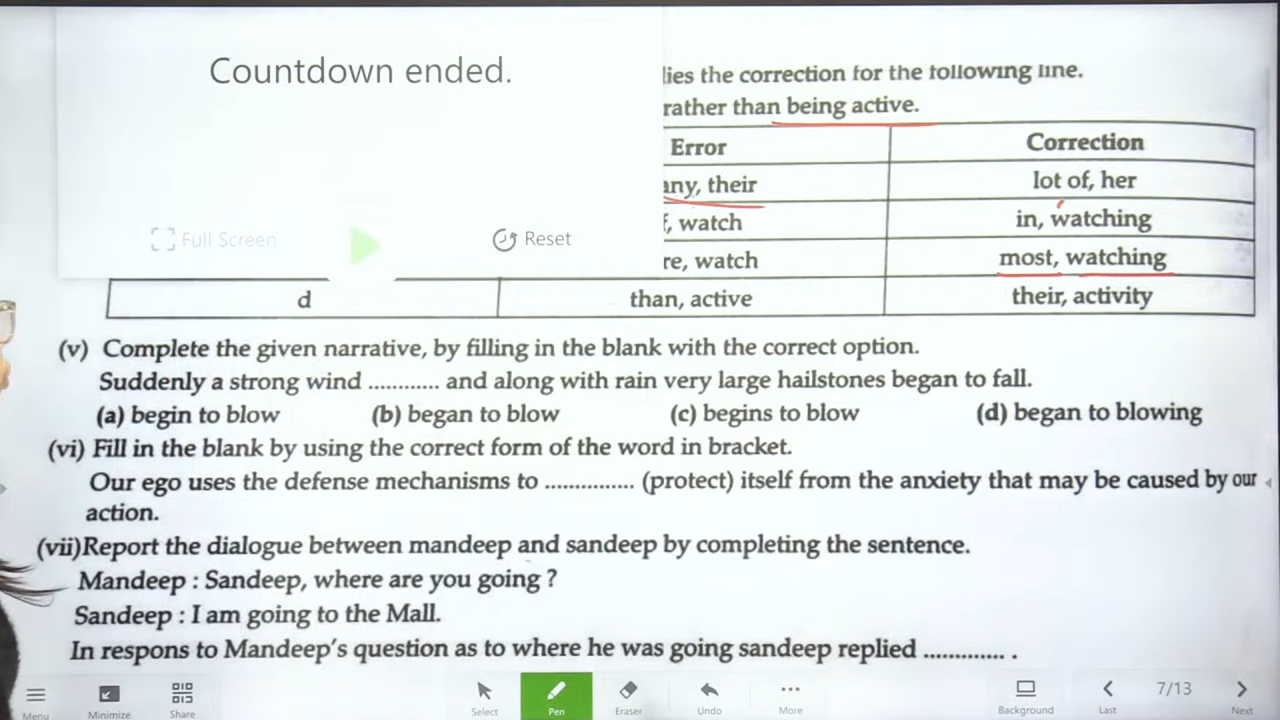 Countdown ended.
Full Screen
Reset
lies the correction for the following line.
rather than being active.
Error Correction
any, their lot of, her
f, watch in, watching
re, watch most, watching
d than, active their, activity
(v) Complete the given narrative, by filling in the blank with the correct option.
Suddenly a strong wind ............ and along with rain very large hailstones began to fall.
(a) begin to blow (b) began to blow (c) begins to blow (d) began to blowing
(vi) Fill in the blank by using the correct form of the word in bracket.
Our ego uses the defense mechanisms to ............... (protect) itself from the anxiety that may be caused by our
action.
(vii)Report the dialogue between mandeep and sandeep by completing the sentence.
Mandeep : Sandeep, where are you going ?
Sandeep : I am going to the Mall.
In respons to Mandeep's question as to where he was going sandeep replied ............. .
Menu Minimize Share Select Pen Eraser Undo More Background Last 7/13 Next